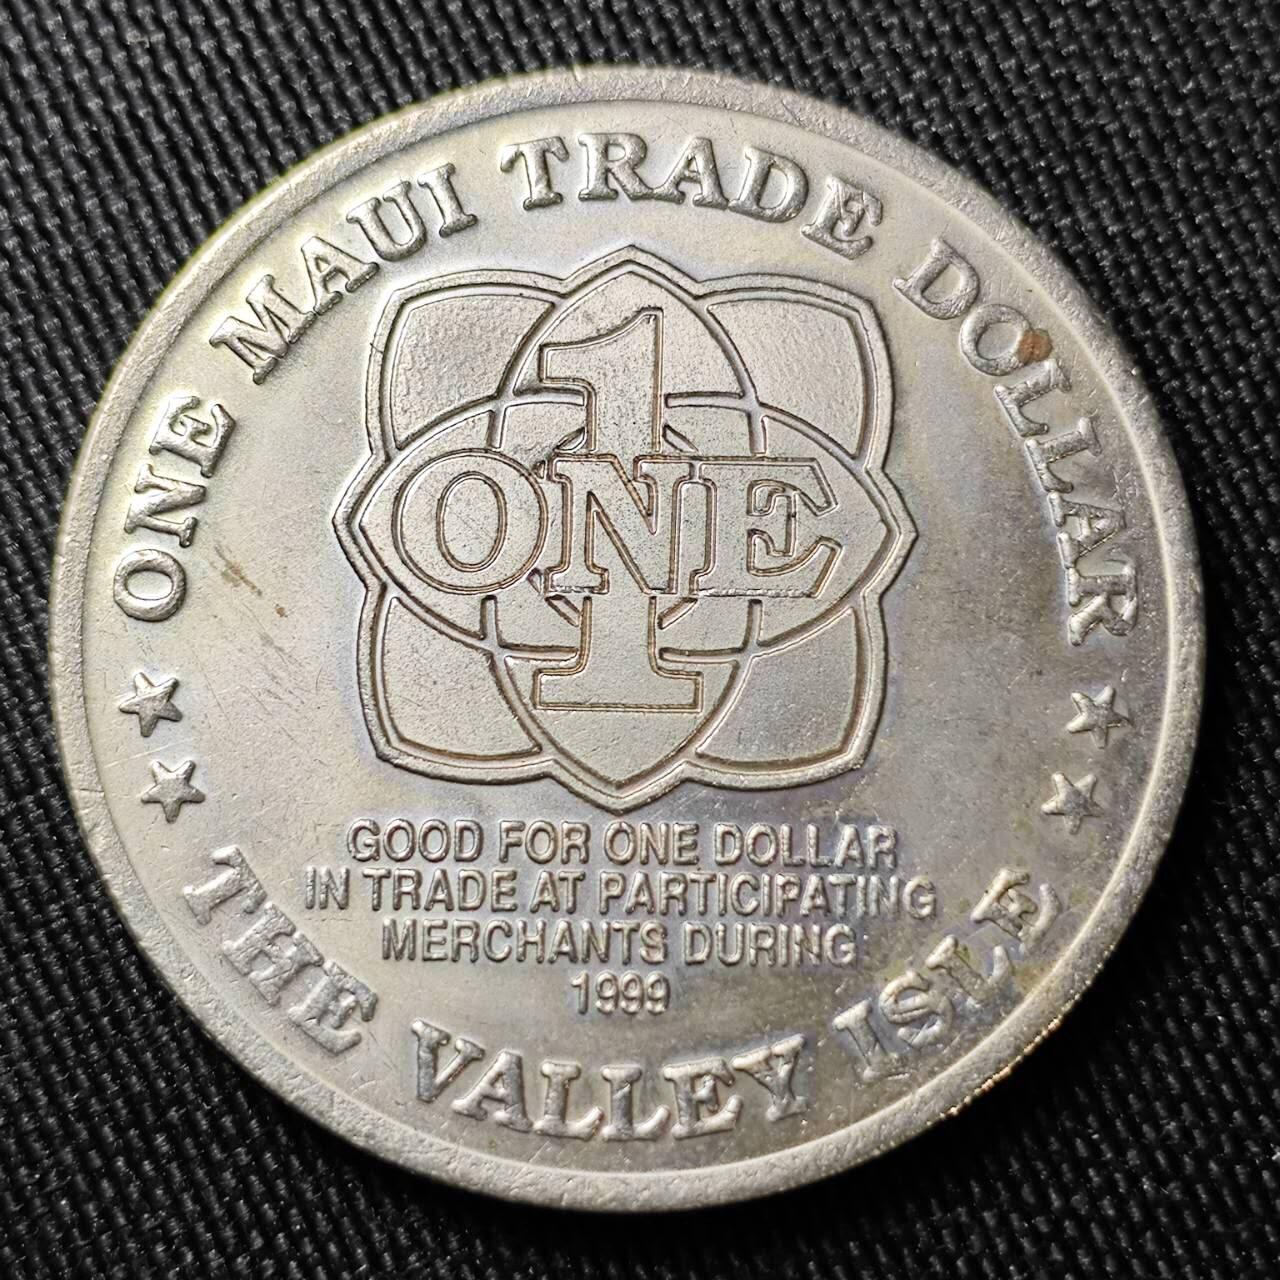 ONE MAUI TRADE DOLLAR
1
ONE
GOOD FOR ONE DOLLAR
IN TRADE AT PARTICIPATING
MERCHANTS DURING
1999
THE VALLEY ISLE